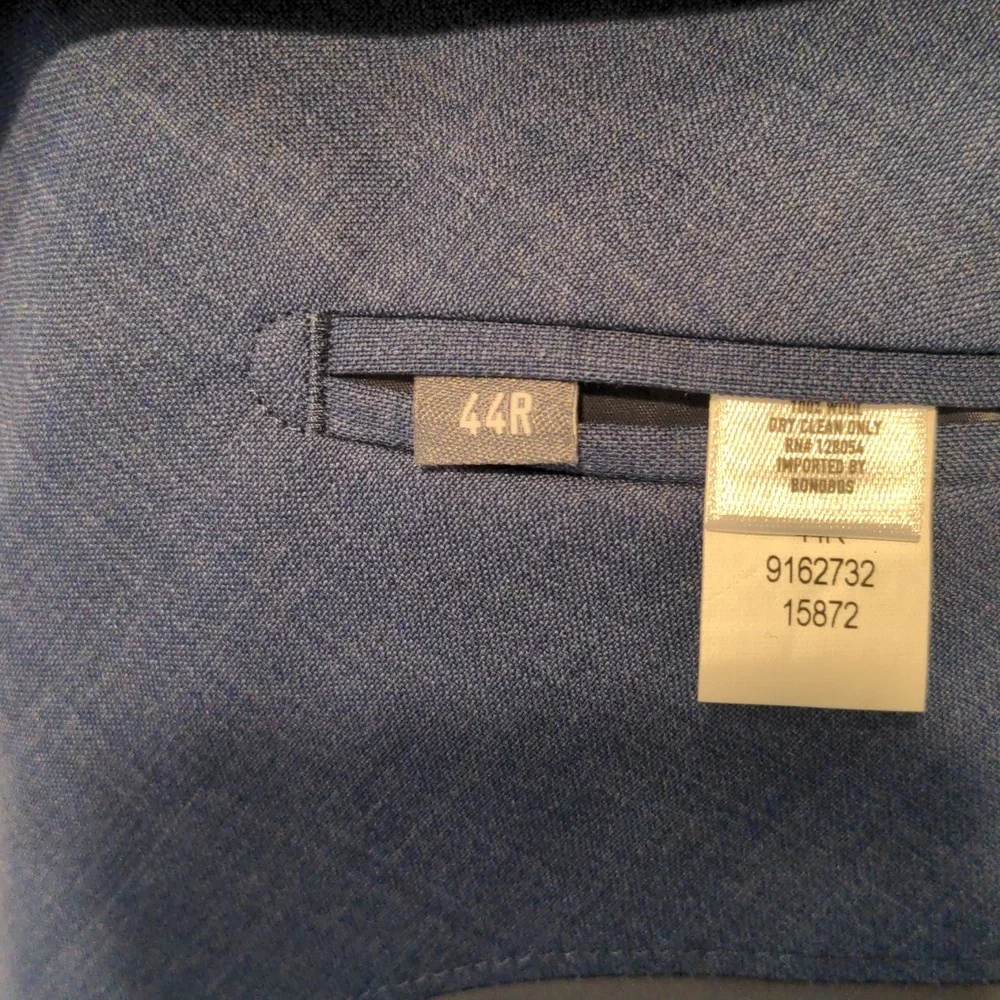 44R
100% WOOL
DRY CLEAN ONLY
RN# 128054
IMPORTED BY
BONOBOS
9162732
15872